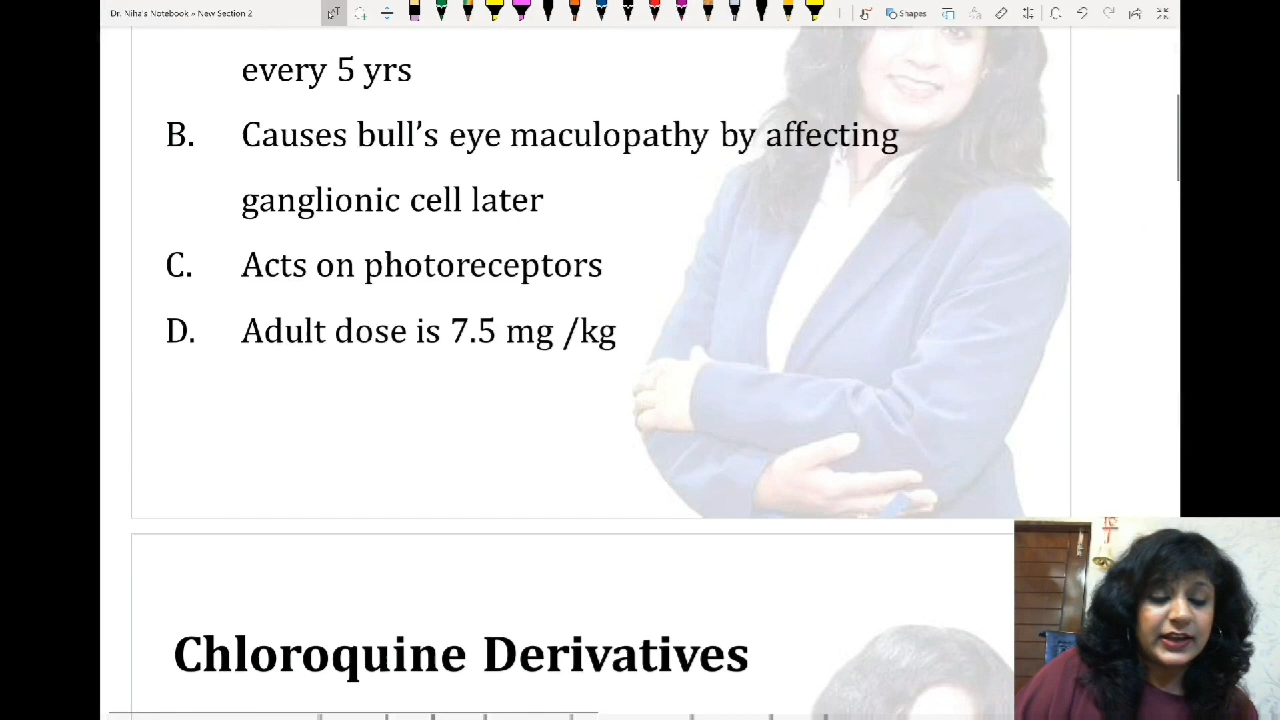 Dr. Niha's Notebook » New Section 2
Shapes
every 5 yrs
B. Causes bull’s eye maculopathy by affecting
ganglionic cell later
C. Acts on photoreceptors
D. Adult dose is 7.5 mg /kg
Chloroquine Derivatives